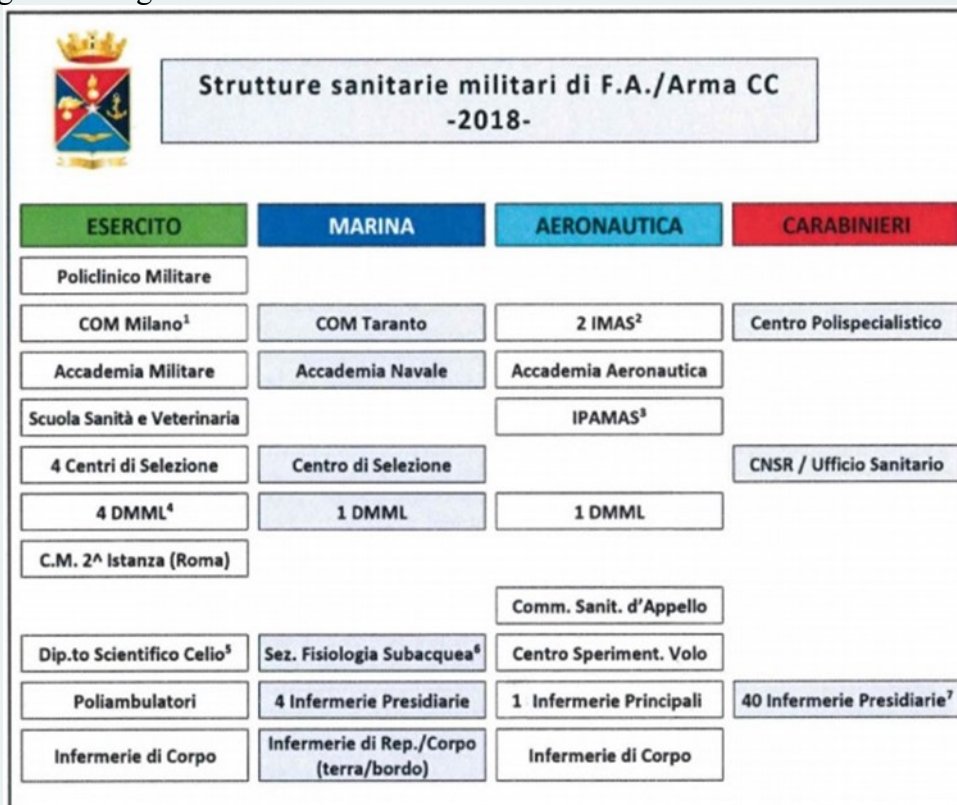 Strutture sanitarie militari di F.A./Arma CC
-2018-
ESERCITO
MARINA
AERONAUTICA
CARABINIERI
Policlinico Militare
COM Milano¹
COM Taranto
2 IMAS²
Centro Polispecialistico
Accademia Militare
Accademia Navale
Accademia Aeronautica
Scuola Sanità e Veterinaria
IPAMAS³
4 Centri di Selezione
Centro di Selezione
CNSR / Ufficio Sanitario
4 DMML⁴
1 DMML
1 DMML
C.M. 2^ Istanza (Roma)
Comm. Sanit. d'Appello
Dip.to Scientifico Celio⁵
Sez. Fisiologia Subacquea⁶
Centro Speriment. Volo
Poliambulatori
4 Infermerie Presidiarie
1 Infermerie Principali
40 Infermerie Presidiarie⁷
Infermerie di Corpo
Infermerie di Rep./Corpo
(terra/bordo)
Infermerie di Corpo